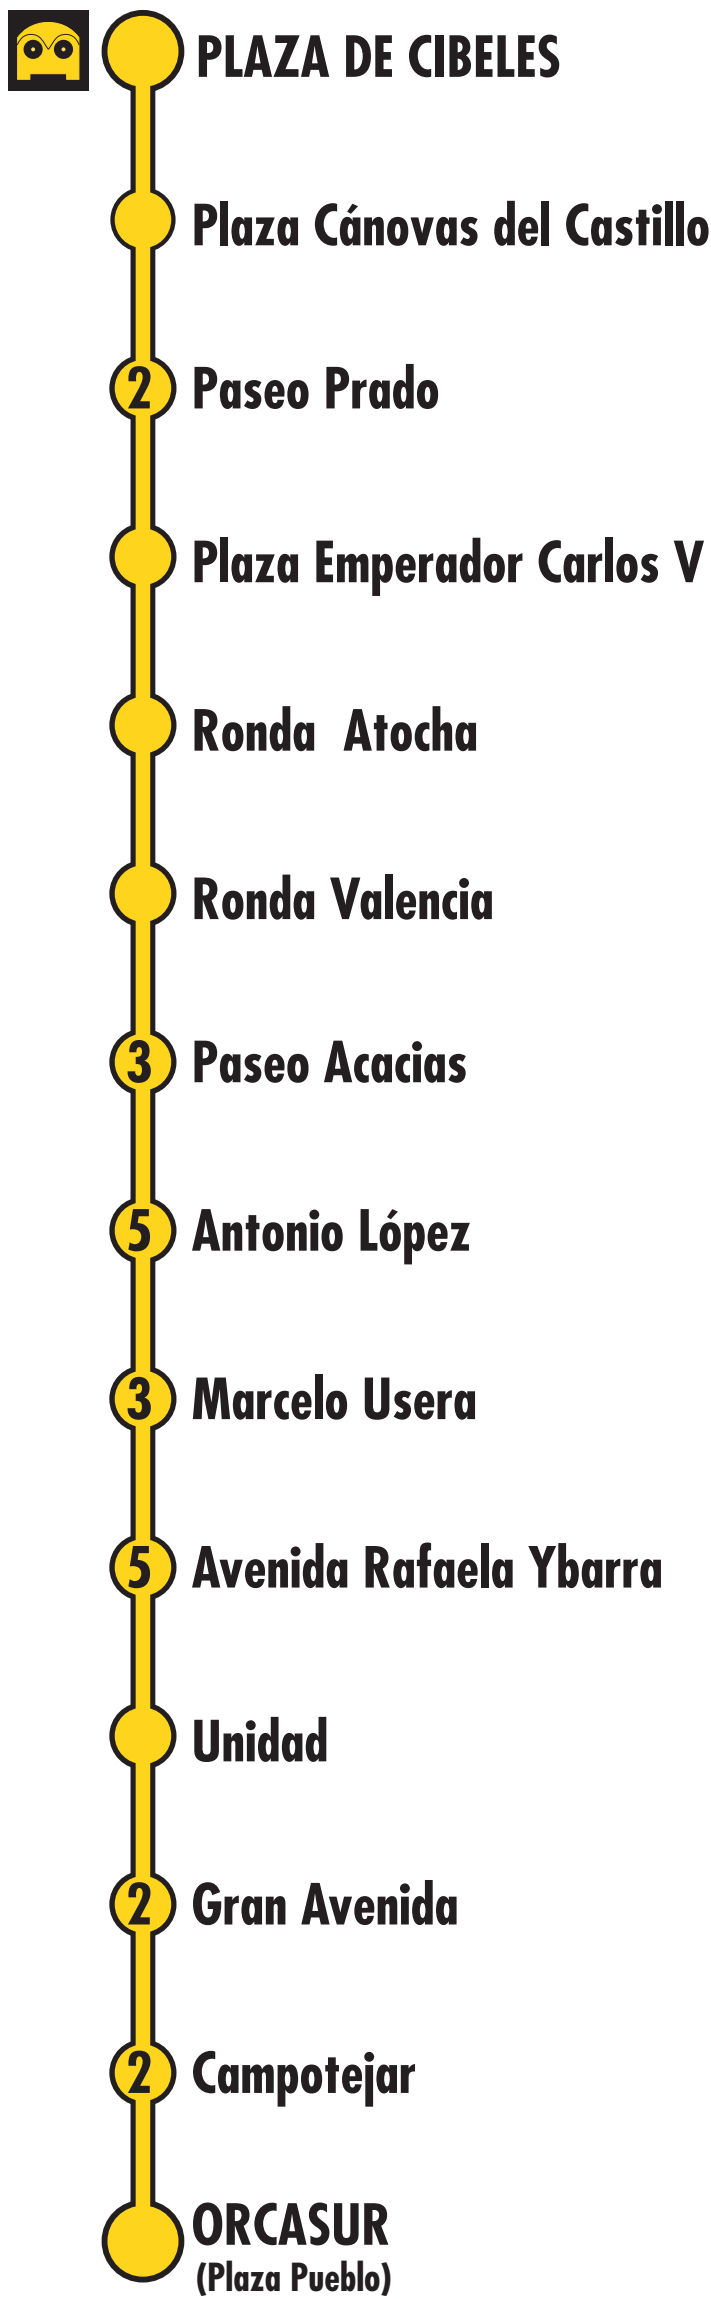 PLAZA DE CIBELES
Plaza Cánovas del Castillo
2 Paseo Prado
Plaza Emperador Carlos V
Ronda Atocha
Ronda Valencia
3 Paseo Acacias
5 Antonio López
3 Marcelo Usera
5 Avenida Rafaela Ybarra
Unidad
2 Gran Avenida
2 Campotejar
ORCASUR
(Plaza Pueblo)